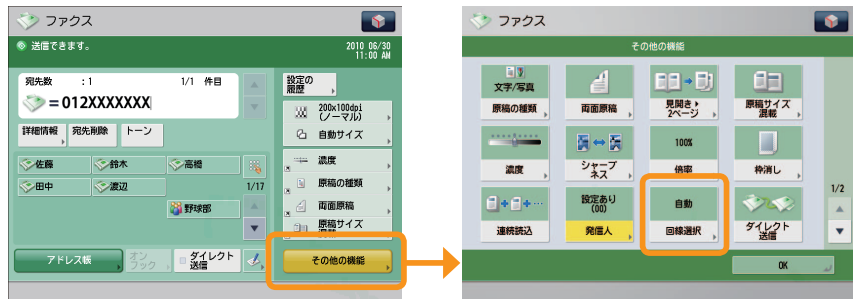 ファクス
送信できます。
2010 06/30
11:00 AM
宛先数 :1 1/1 件目
=012XXXXXXX
詳細情報
宛先削除
トーン
佐藤
鈴木
高橋
田中
渡辺
1/17
野球部
アドレス帳
オン
フック
ダイレクト
送信
設定の
履歴
200x100dpi
(ノーマル)
自動サイズ
濃度
原稿の種類
両面原稿
原稿サイズ
その他の機能
ファクス
その他の機能
文字/写真
原稿の種類
両面原稿
見開き▸
2ページ
原稿サイズ
混載
濃度
シャープ
ネス
100%
倍率
枠消し
1/2
連続読込
設定あり
(00)
発信人
自動
回線選択
ダイレクト
送信
OK